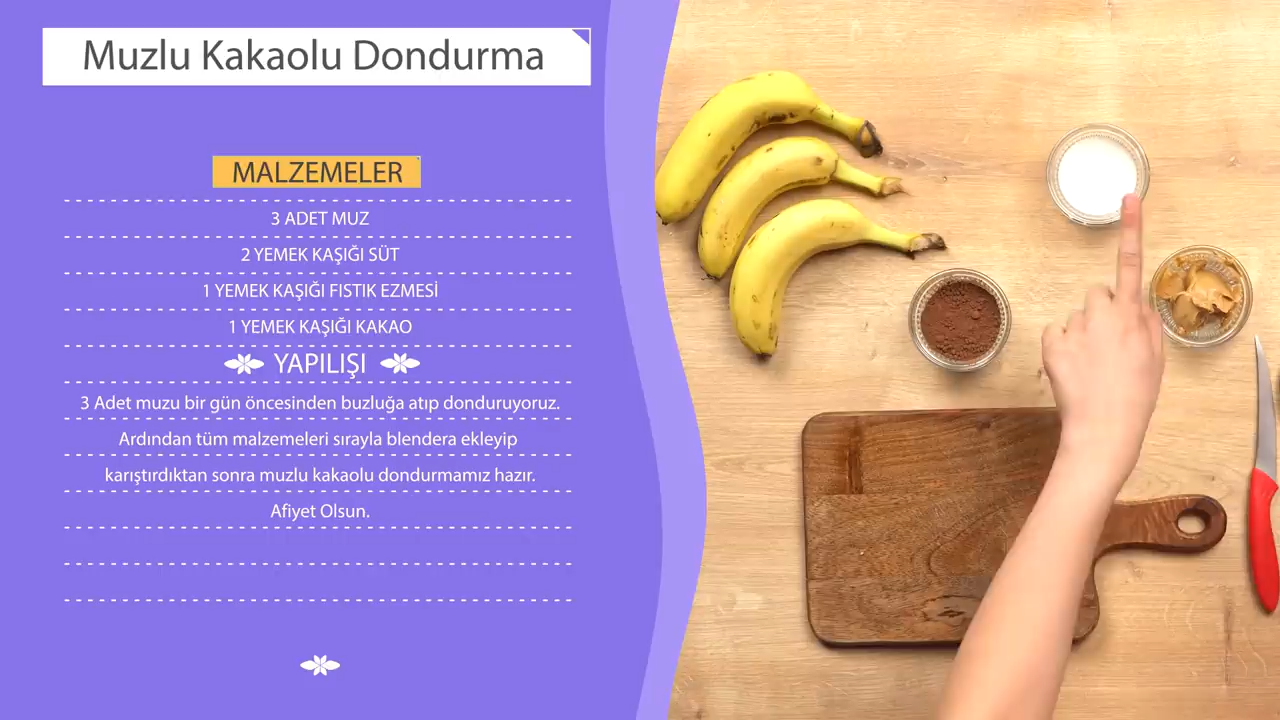 Muzlu Kakaolu Dondurma
MALZEMELER
3 ADET MUZ
2 YEMEK KAŞIĞI SÜT
1 YEMEK KAŞIĞI FISTIK EZMESİ
1 YEMEK KAŞIĞI KAKAO
YAPILIŞI
3 Adet muzu bir gün öncesinden buzluğa atıp donduruyoruz.
Ardından tüm malzemeleri sırayla blendera ekleyip
karıştırdıktan sonra muzlu kakaolu dondurmamız hazır.
Afiyet Olsun.